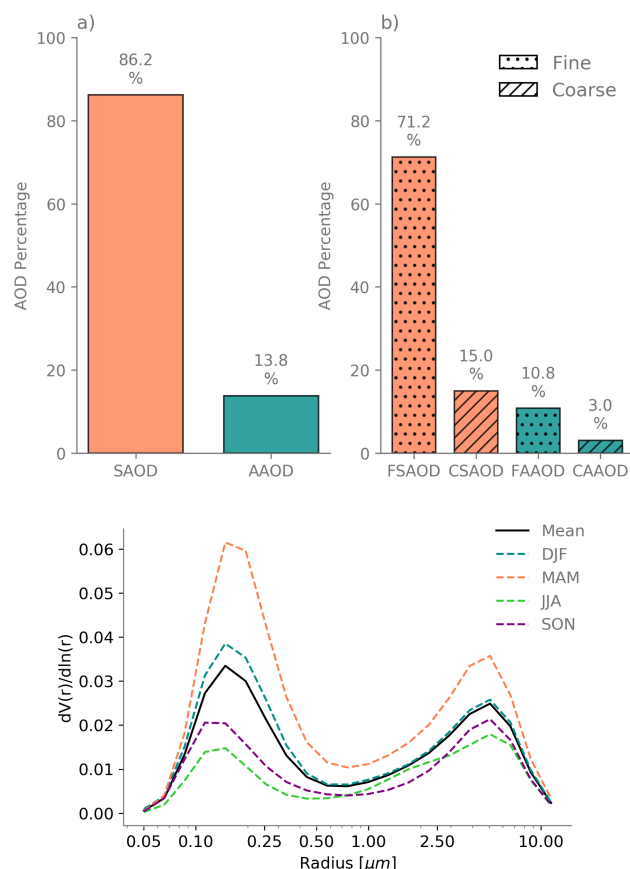 a)
100
80
60
40
20
0
AOD Percentage
86.2
%
13.8
%
SAOD
AAOD
b)
100
80
60
40
20
0
AOD Percentage
Fine
Coarse
71.2
%
15.0
%
10.8
%
3.0
%
FSAOD
CSAOD
FAAOD
CAAOD
0.06
0.05
0.04
0.03
0.02
0.01
0.00
dV(r)/dln(r)
Mean
DJF
MAM
JJA
SON
0.05
0.10
0.25
0.50
1.00
2.50
10.00
Radius [μm]